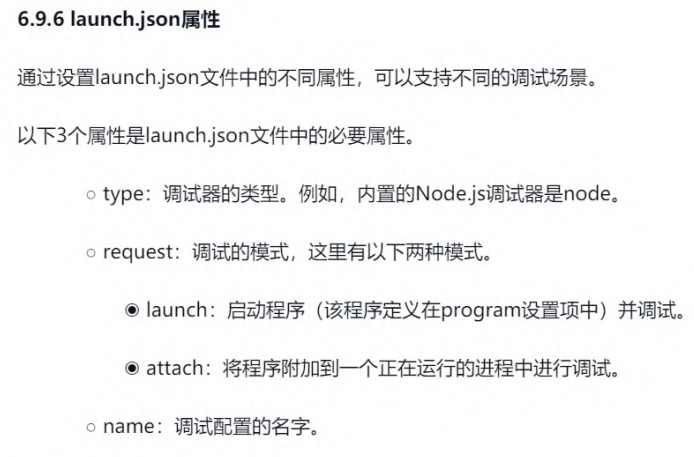 6.9.6 launch.json属性
通过设置launch.json文件中的不同属性，可以支持不同的调试场景。
以下3个属性是launch.json文件中的必要属性。
○ type：调试器的类型。例如，内置的Node.js调试器是node。
○ request：调试的模式，这里有以下两种模式。
◉ launch：启动程序（该程序定义在program设置项中）并调试。
◉ attach：将程序附加到一个正在运行的进程中进行调试。
○ name：调试配置的名字。